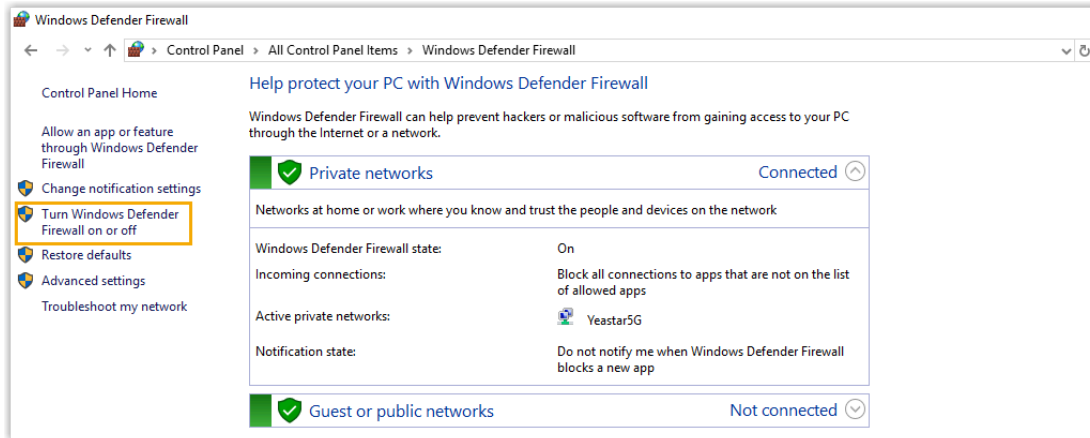 Windows Defender Firewall
Control Panel > All Control Panel Items > Windows Defender Firewall
Control Panel Home
Allow an app or feature
through Windows Defender
Firewall
Change notification settings
Turn Windows Defender
Firewall on or off
Restore defaults
Advanced settings
Troubleshoot my network
Help protect your PC with Windows Defender Firewall
Windows Defender Firewall can help prevent hackers or malicious software from gaining access to your PC
through the Internet or a network.
Private networks Connected
Networks at home or work where you know and trust the people and devices on the network
Windows Defender Firewall state: On
Incoming connections: Block all connections to apps that are not on the list
of allowed apps
Active private networks: Yeastar5G
Notification state: Do not notify me when Windows Defender Firewall
blocks a new app
Guest or public networks Not connected